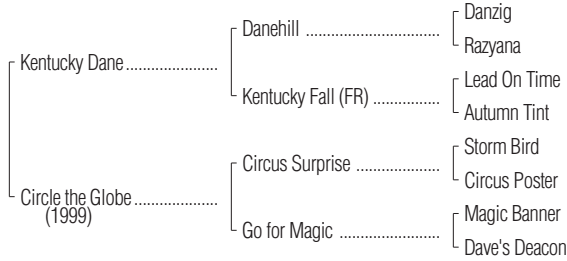 Danzig
Danehill
Razyana
Kentucky Dane
Lead On Time
Kentucky Fall (FR)
Autumn Tint
Storm Bird
Circus Surprise
Circus Poster
Circle the Globe
(1999)
Magic Banner
Go for Magic
Dave's Deacon